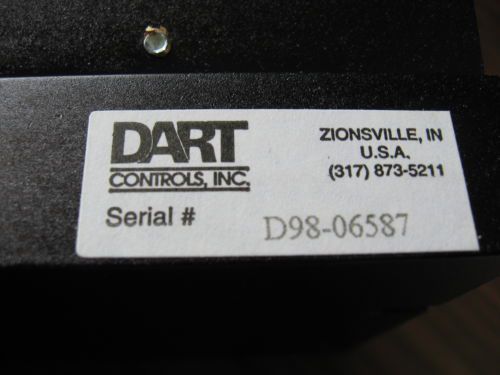 DART
CONTROLS, INC.
ZIONSVILLE, IN
U.S.A.
(317) 873-5211
Serial #
D98-06587